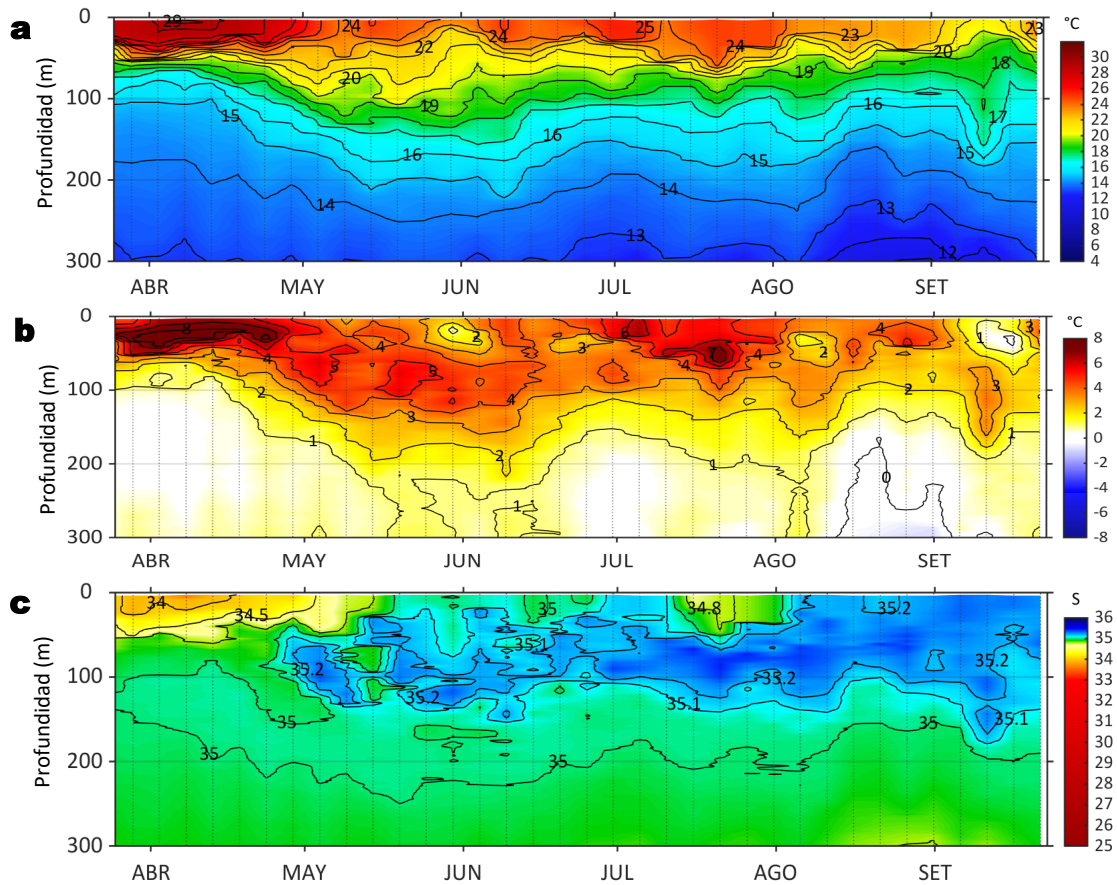 a
Profundidad (m)
0
100
200
300
ABR MAY JUN JUL AGO SET
29 24 22 24 25 24 23 23
20 19 19 20 18
15 16 16 15 16 15 17
14 14 13 13 12
°C
30
28
26
24
22
20
18
16
14
12
10
8
6
4
b
Profundidad (m)
0
100
200
300
ABR MAY JUN JUL AGO SET
8 4 2 3 6 7 4 2 4 1 3
4 5 5 4 4 2 3
2 3 2 1 1 1
1 0
°C
8
6
4
2
0
-2
-4
-6
-8
c
Profundidad (m)
0
100
200
300
ABR MAY JUN JUL AGO SET
34 34.5 35 34.8 35.2
35.2 35.1 35.2
35.2 35.2
35 35.1 35 35.1
35 35
S
36
35
34
33
32
31
30
29
28
27
26
25